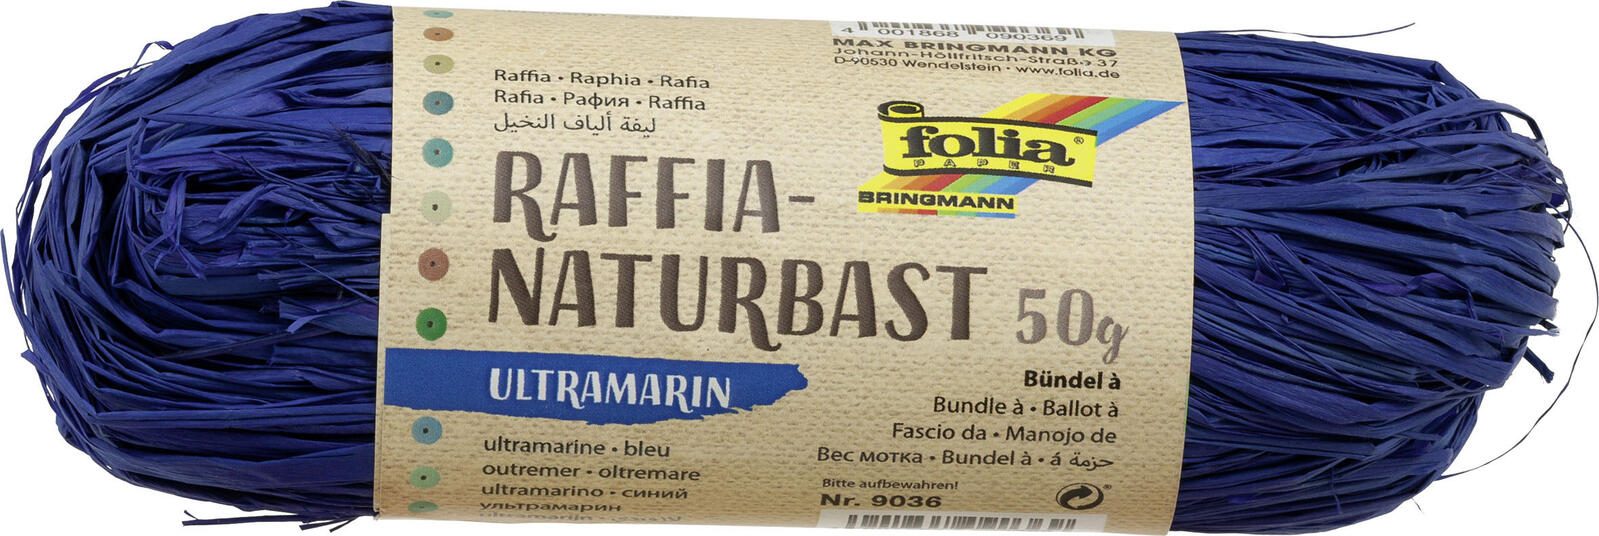 4 001868 090369
MAX BRINGMANN KG
Johann-Höllfritsch-Straße 37
D-90530 Wendelstein • www.folia.de
Raffia • Raphia • Rafia
Rafia • Рафия • Raffia
ليفة ألياف النخيل
folia®
PAPER
BRINGMANN
RAFFIA-
NATURBAST 50g
ULTRAMARIN
ultramarine • bleu
outremer • oltremare
ultramarino • синий
ультрамарин
ultramarijn •
Bündel à
Bundle à • Ballot à
Fascio da • Manojo de
Вес мотка • Bundel à • á حزمة
Bitte aufbewahren!
Nr. 9036
®